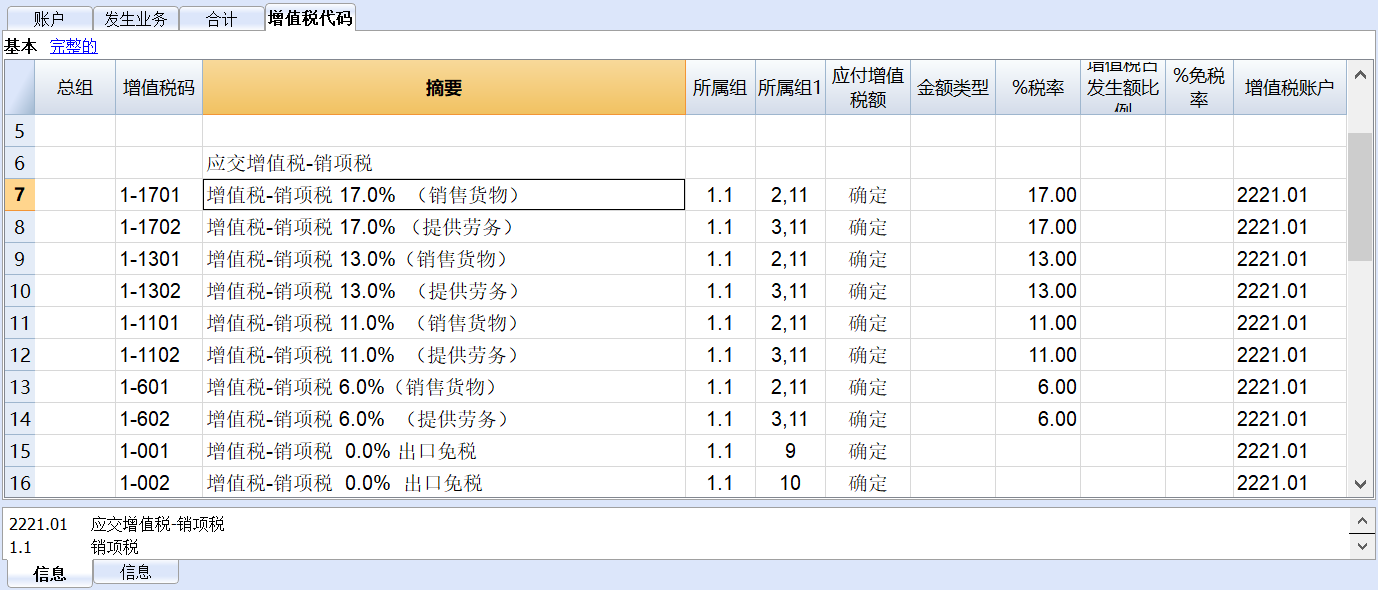 账户 发生业务 合计 增值税代码
基本 完整的
总组 增值税码 摘要 所属组 所属组1 应付增值税额 金额类型 %税率 增值税占发生额比例 %免税率 增值税账户
5
6 应交增值税-销项税
7 1-1701 增值税-销项税 17.0% （销售货物） 1.1 2,11 确定 17.00 2221.01
8 1-1702 增值税-销项税 17.0% （提供劳务） 1.1 3,11 确定 17.00 2221.01
9 1-1301 增值税-销项税 13.0%（销售货物） 1.1 2,11 确定 13.00 2221.01
10 1-1302 增值税-销项税 13.0% （提供劳务） 1.1 3,11 确定 13.00 2221.01
11 1-1101 增值税-销项税 11.0% （销售货物） 1.1 2,11 确定 11.00 2221.01
12 1-1102 增值税-销项税 11.0% （提供劳务） 1.1 3,11 确定 11.00 2221.01
13 1-601 增值税-销项税 6.0%（销售货物） 1.1 2,11 确定 6.00 2221.01
14 1-602 增值税-销项税 6.0% （提供劳务） 1.1 3,11 确定 6.00 2221.01
15 1-001 增值税-销项税 0.0% 出口免税 1.1 9 确定 2221.01
16 1-002 增值税-销项税 0.0% 出口免税 1.1 10 确定 2221.01
2221.01 应交增值税-销项税
1.1 销项税
信息 信息